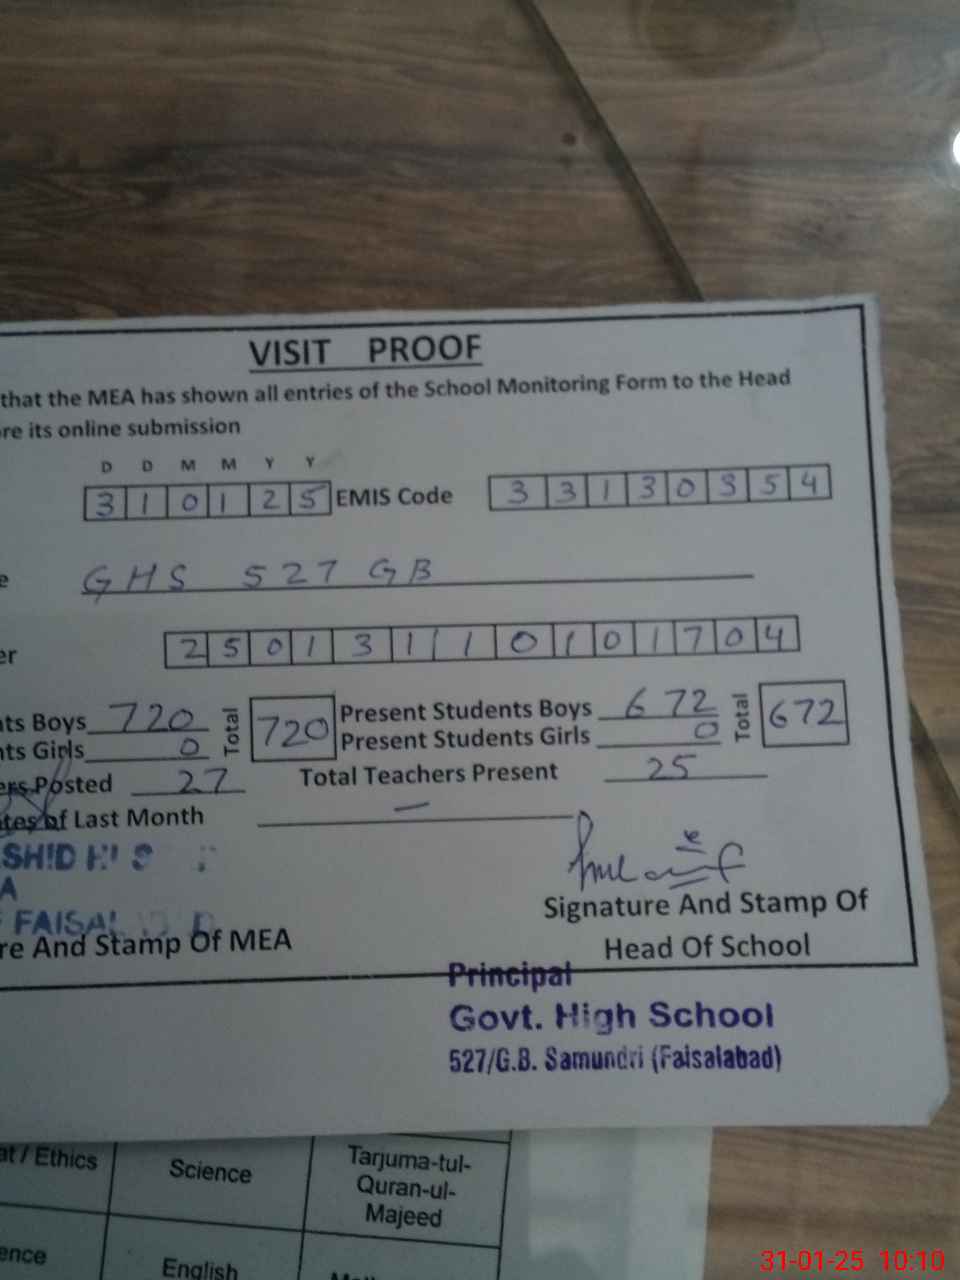 VISIT PROOF
that the MEA has shown all entries of the School Monitoring Form to the Head
re its online submission
D D M M Y Y
3 1 0 1 2 5 EMIS Code 3 3 1 3 0 3 5 4
e GHS 527 GB
er 2 5 0 1 3 1 1 0 1 0 1 7 0 4
nts Boys 720 Total 720 Present Students Boys 672 Total 672
nts Girls 0 Present Students Girls 0
ers Posted 27 Total Teachers Present 25
tes of Last Month —
SHID
A
FAISAL
re And Stamp Of MEA
Signature And Stamp Of
Head Of School
Principal
Govt. High School
527/G.B. Samundri (Faisalabad)
at / Ethics Science Tarjuma-tul-
Quran-ul-
Majeed
ence English
31-01-25 10:10